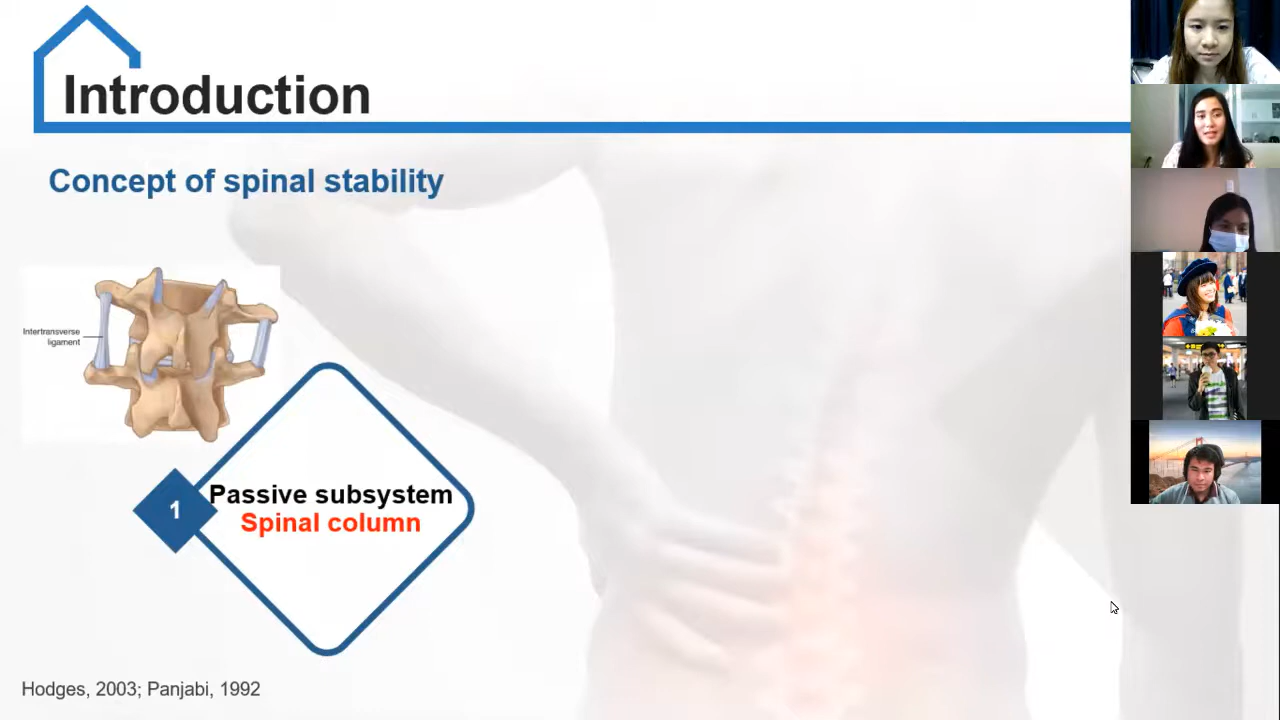 Introduction
Concept of spinal stability
Intertransverse
ligament
1
Passive subsystem
Spinal column
Hodges, 2003; Panjabi, 1992